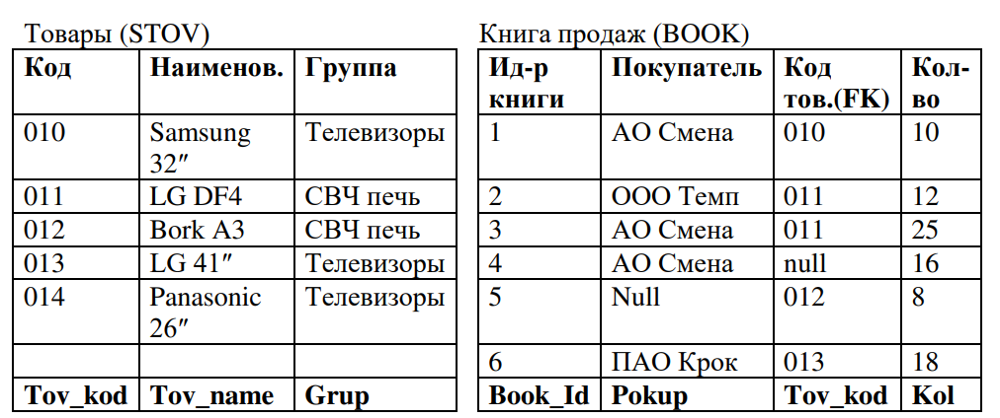 Товары (STOV)
Код Наименов. Группа
010 Samsung 32″ Телевизоры
011 LG DF4 СВЧ печь
012 Bork A3 СВЧ печь
013 LG 41″ Телевизоры
014 Panasonic 26″ Телевизоры
Tov_kod Tov_name Grup
Книга продаж (BOOK)
Ид-р книги Покупатель Код тов.(FK) Кол-во
1 АО Смена 010 10
2 ООО Темп 011 12
3 АО Смена 011 25
4 АО Смена null 16
5 Null 012 8
6 ПАО Крок 013 18
Book_Id Pokup Tov_kod Kol